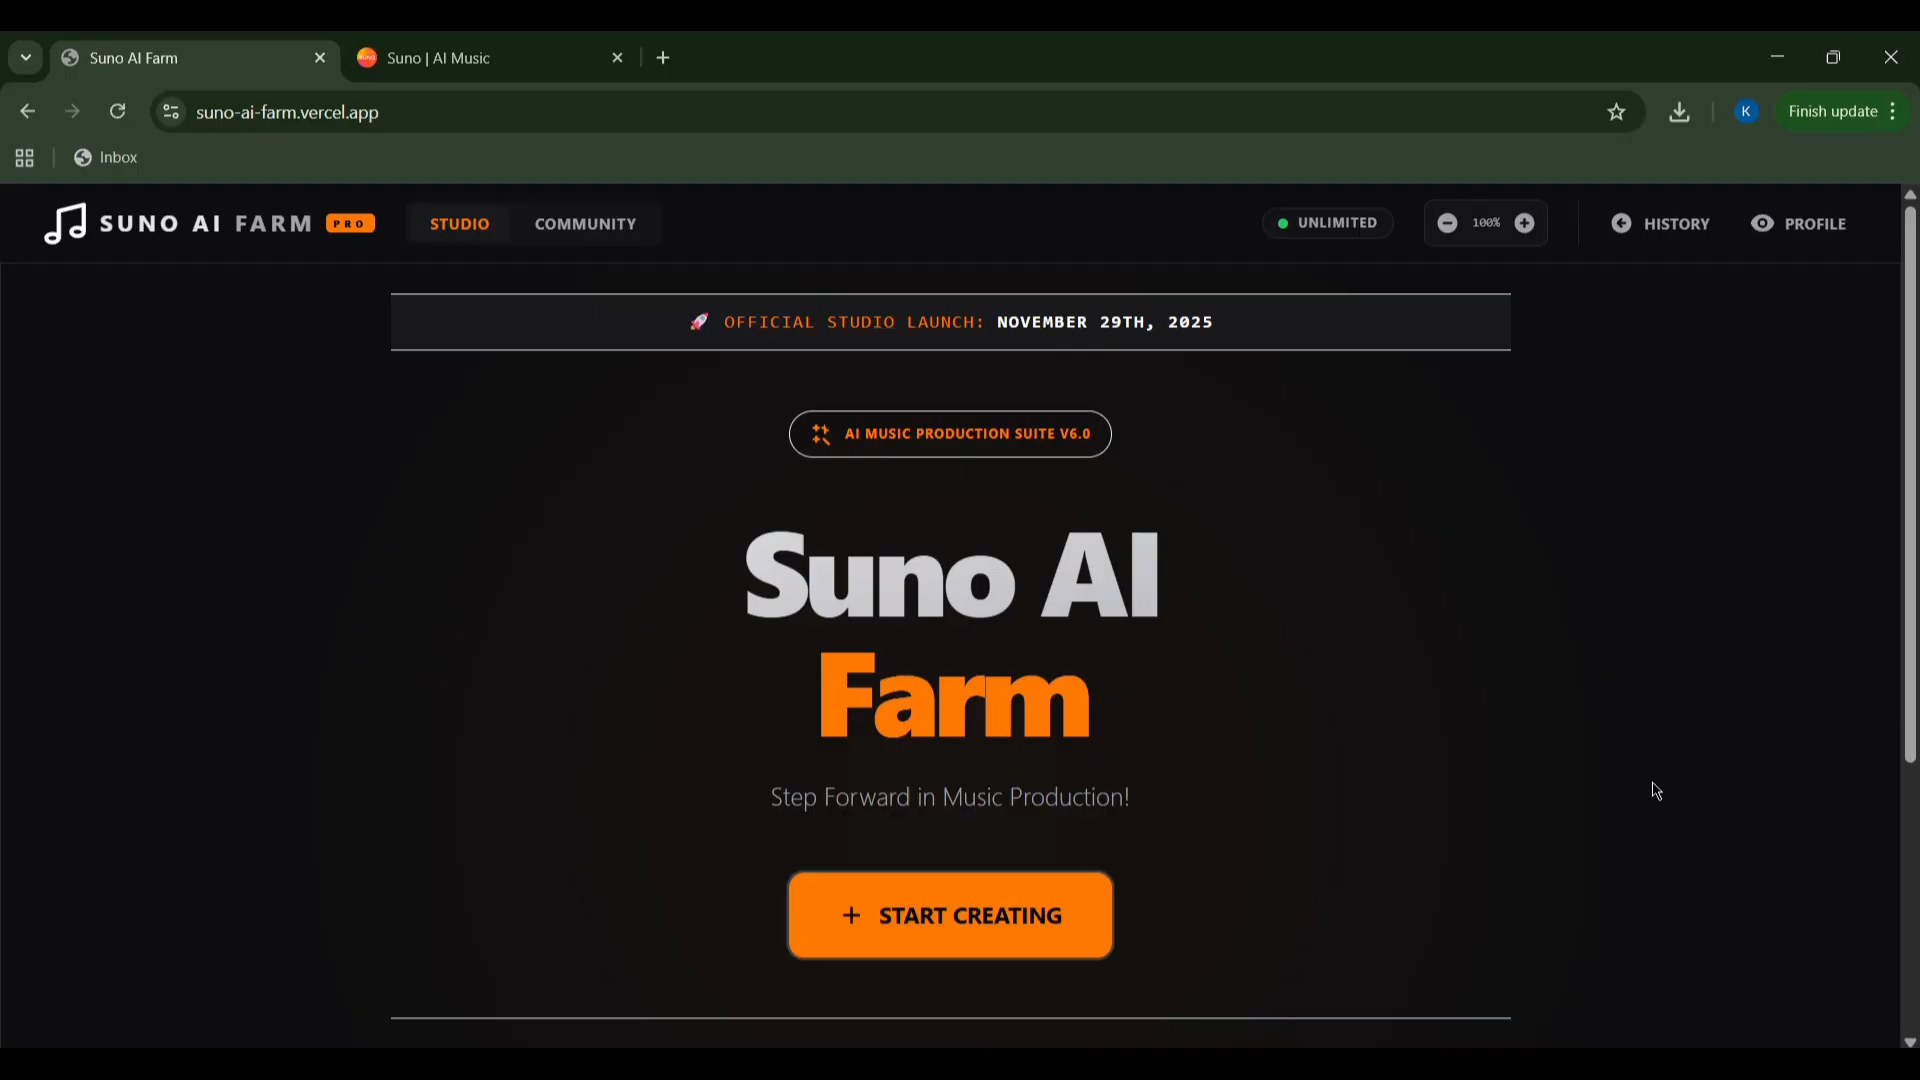 Suno AI Farm
Suno | AI Music
suno-ai-farm.vercel.app
K
Finish update
Inbox
SUNO AI FARM PRO
STUDIO
COMMUNITY
UNLIMITED
100%
HISTORY
PROFILE
🚀 OFFICIAL STUDIO LAUNCH: NOVEMBER 29TH, 2025
AI MUSIC PRODUCTION SUITE V6.0
Suno AI
Farm
Step Forward in Music Production!
+ START CREATING